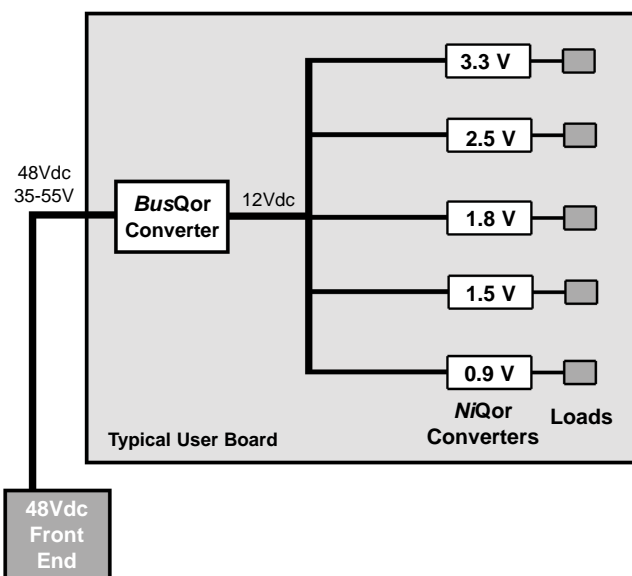 3.3 V
2.5 V
48Vdc
35-55V
BusQor
Converter
12Vdc
1.8 V
1.5 V
0.9 V
NiQor
Converters
Loads
Typical User Board
48Vdc
Front
End